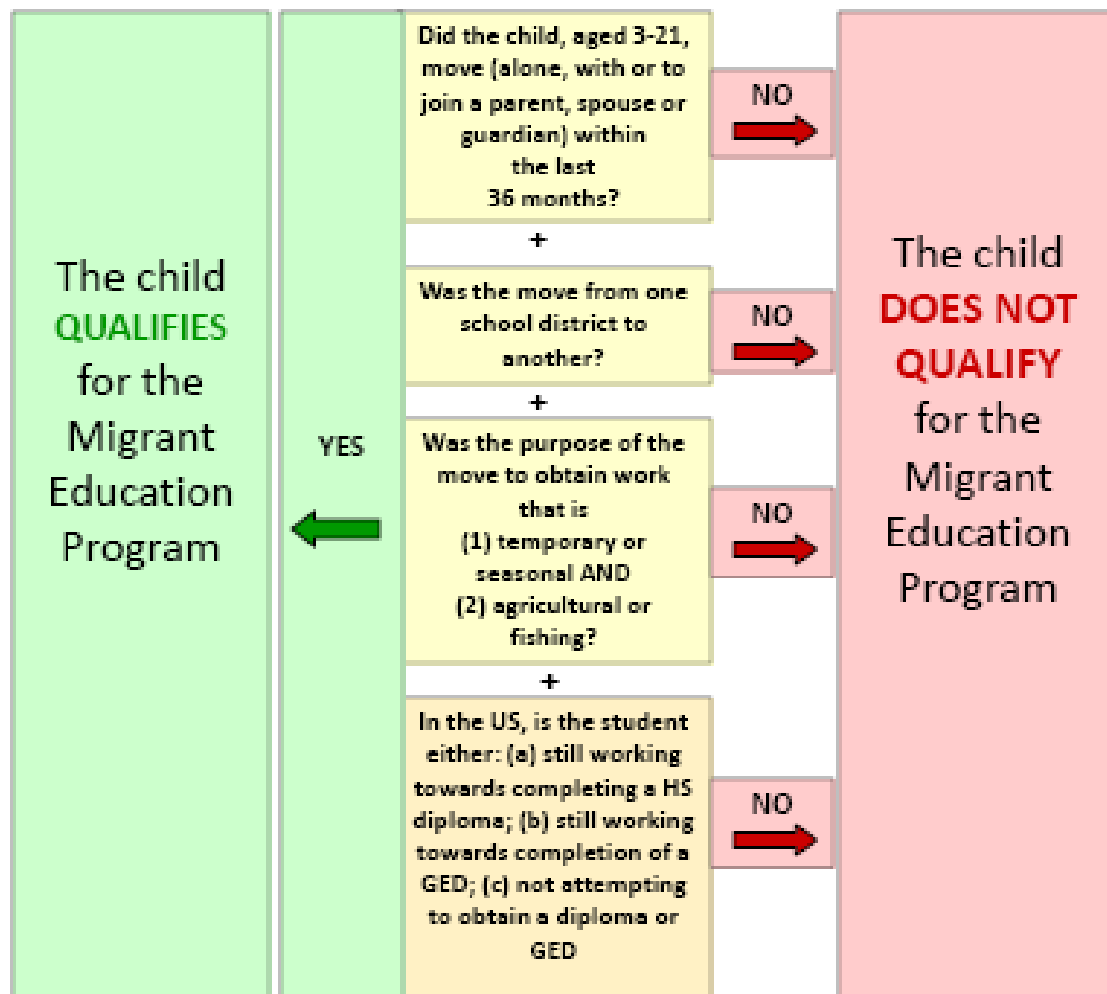 The child
QUALIFIES
for the
Migrant
Education
Program
YES
Did the child, aged 3-21,
move (alone, with or to
join a parent, spouse or
guardian) within
the last
36 months?
NO
+
Was the move from one
school district to
another?
NO
+
Was the purpose of the
move to obtain work
that is
(1) temporary or
seasonal AND
(2) agricultural or
fishing?
NO
+
In the US, is the student
either: (a) still working
towards completing a HS
diploma; (b) still working
towards completion of a
GED; (c) not attempting
to obtain a diploma or
GED
NO
The child
DOES NOT
QUALIFY
for the
Migrant
Education
Program